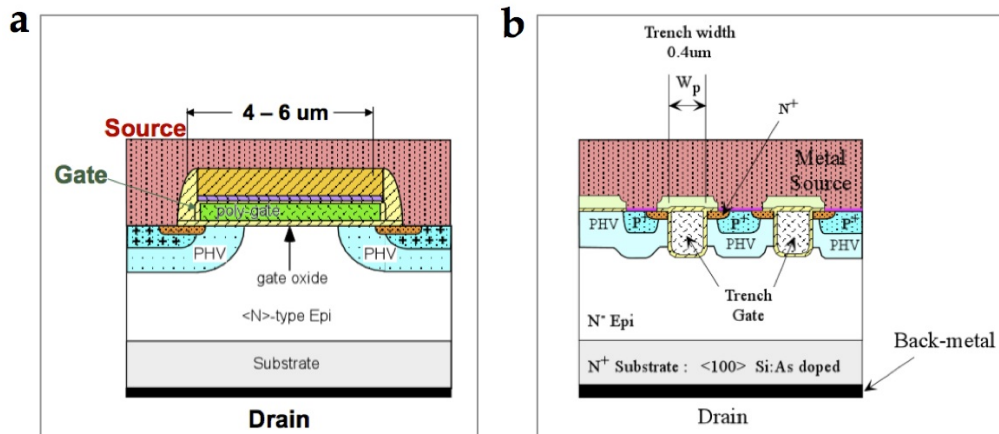 a
4 – 6 um
Source
Gate
poly-gate
PHV
PHV
gate oxide
<N>-type Epi
Substrate
Drain
b
Trench width
0.4um
Wp
N+
Metal
Source
PHV
P+
P+
PHV
P+
PHV
Trench
Gate
N- Epi
Back-metal
N+ Substrate : <100> Si:As doped
Drain